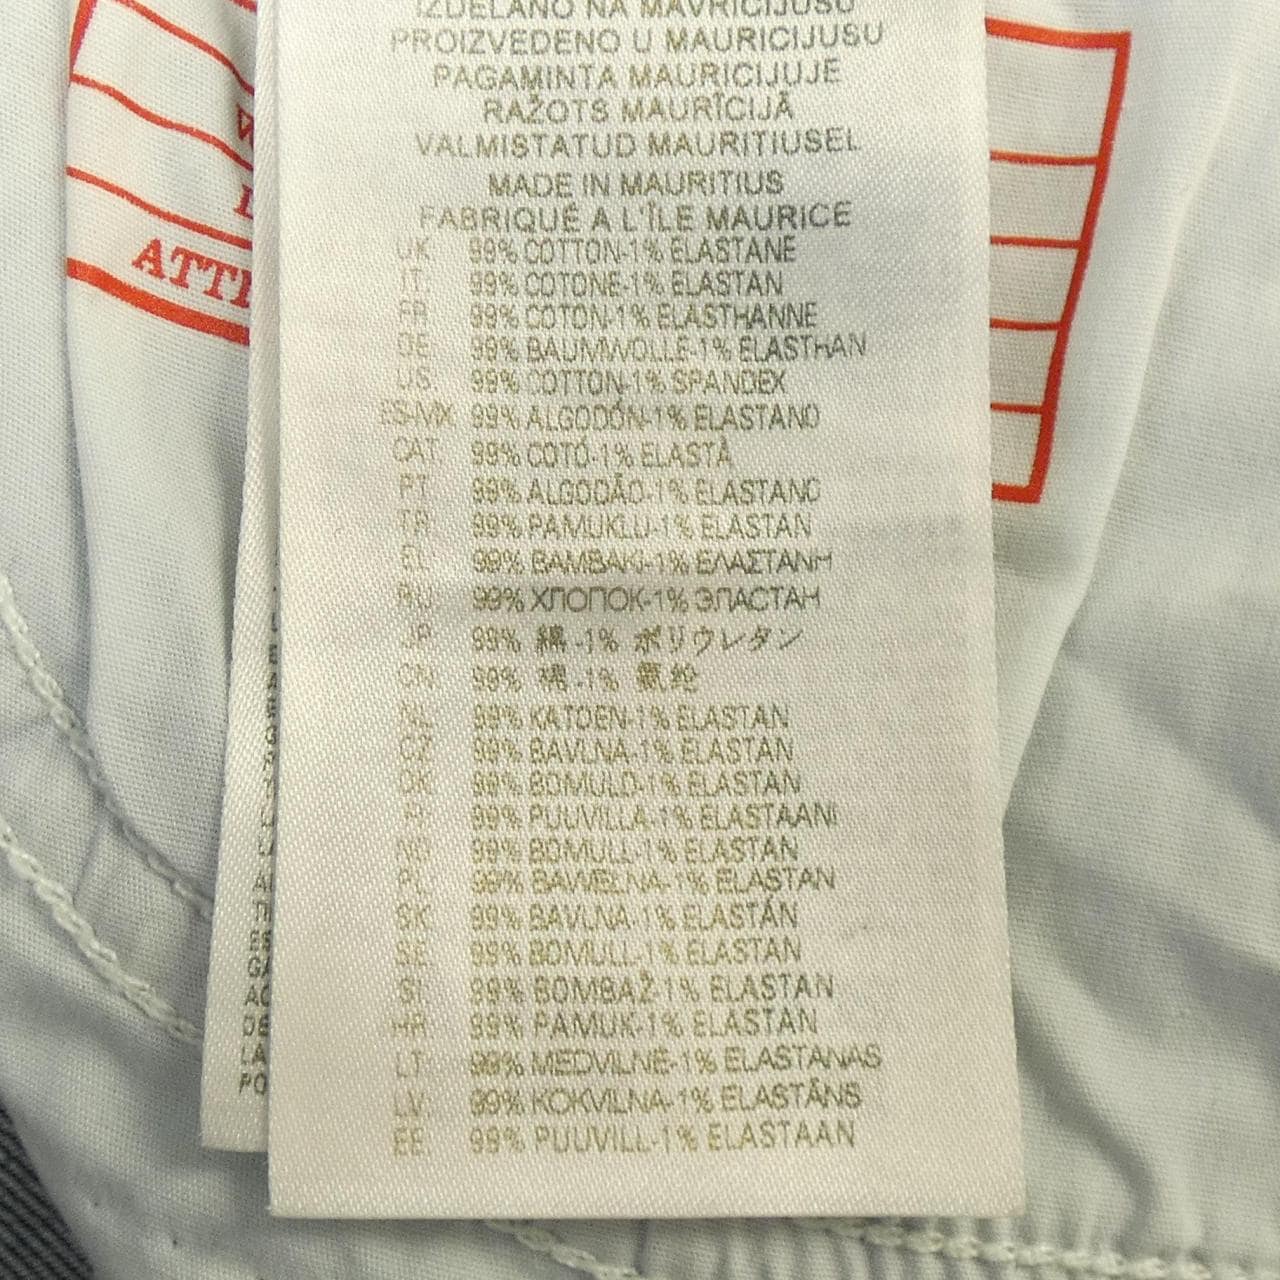 IZDELANO NA MAVRICIJUSU
PROIZVEDENO U MAURICIJUSU
PAGAMINTA MAURICIJUJE
RAŽOTS MAURĪCIJĀ
VALMISTATUD MAURITIUSEL
MADE IN MAURITIUS
FABRIQUÉ A L'ÎLE MAURICE
UK: 99% COTTON-1% ELASTANE
IT: 99% COTONE-1% ELASTAN
FR: 99% COTON-1% ELASTHANNE
DE: 99% BAUMWOLLE-1% ELASTHAN
US: 99% COTTON-1% SPANDEX
ES-MX: 99% ALGODÓN-1% ELASTANO
CAT: 99% COTÓ-1% ELASTÀ
PT: 99% ALGODÃO-1% ELASTANO
TR: 99% PAMUKLU-1% ELASTAN
EL: 99% ΒΑΜΒΑΚΙ-1% ΕΛΑΣΤΑΝΗ
RU: 99% ХЛОПОК-1% ЭЛАСТАН
JP: 99% 綿 -1% ポリウレタン
CN: 99% 棉 -1% 氨纶
NL: 99% KATOEN-1% ELASTAN
CZ: 99% BAVLNA-1% ELASTAN
DK: 99% BOMULD-1% ELASTAN
FI: 99% PUUVILLA-1% ELASTAANI
NO: 99% BOMULL-1% ELASTAN
PL: 99% BAWEŁNA-1% ELASTAN
SK: 99% BAVLNA-1% ELASTÁN
SE: 99% BOMULL-1% ELASTAN
SI: 99% BOMBAŽ-1% ELASTAN
HR: 99% PAMUK-1% ELASTAN
LT: 99% MEDVILNĖ-1% ELASTANAS
LV: 99% KOKVILNA-1% ELASTĀNS
EE: 99% PUUVILL-1% ELASTAAN